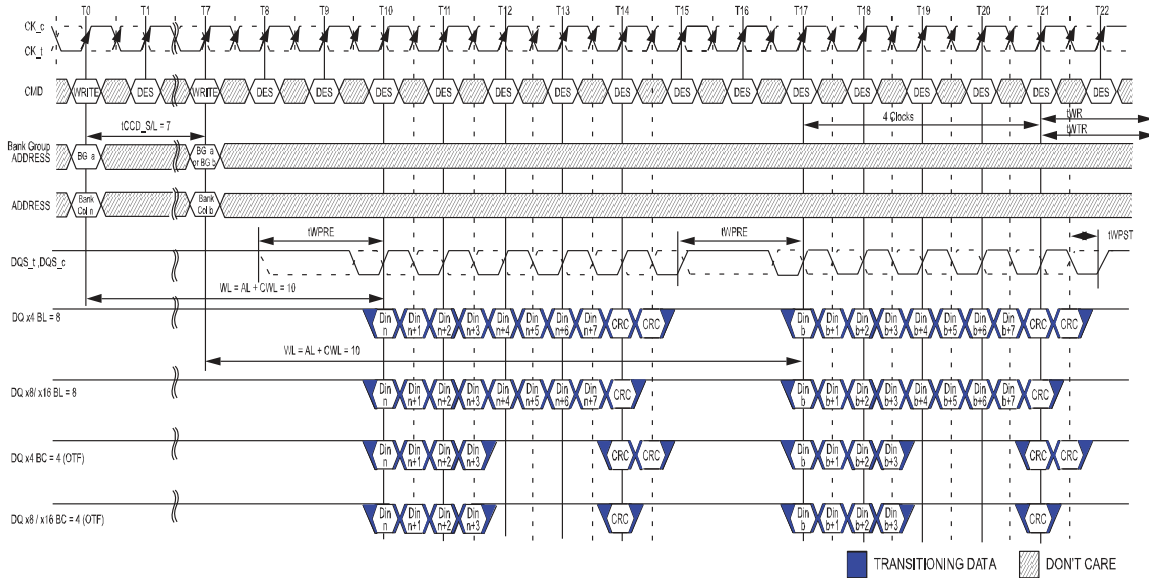 T0 T1 T7 T8 T9 T10 T11 T12 T13 T14 T15 T16 T17 T18 T19 T20 T21 T22
CK_c
CK_t
CMD WRITE DES WRITE DES DES DES DES DES DES DES DES DES DES DES DES DES DES DES
tCCD_S/L = 7 4 Clocks tWR
tWTR
Bank Group
ADDRESS BG a BG a
or BG b
ADDRESS Bank
Col n Bank
Col b
tWPRE tWPRE tWPST
DQS_t ,DQS_c
WL = AL + CWL = 10
DQ x4 BL = 8 Din
n Din
n+1 Din
n+2 Din
n+3 Din
n+4 Din
n+5 Din
n+6 Din
n+7 CRC CRC Din
b Din
b+1 Din
b+2 Din
b+3 Din
b+4 Din
b+5 Din
b+6 Din
b+7 CRC CRC
WL = AL + CWL = 10
DQ x8/ x16 BL = 8 Din
n Din
n+1 Din
n+2 Din
n+3 Din
n+4 Din
n+5 Din
n+6 Din
n+7 CRC Din
b Din
b+1 Din
b+2 Din
b+3 Din
b+4 Din
b+5 Din
b+6 Din
b+7 CRC
DQ x4 BC = 4 (OTF) Din
n Din
n+1 Din
n+2 Din
n+3 CRC CRC Din
b Din
b+1 Din
b+2 Din
b+3 CRC CRC
DQ x8 / x16 BC = 4 (OTF) Din
n Din
n+1 Din
n+2 Din
n+3 CRC Din
b Din
b+1 Din
b+2 Din
b+3 CRC
TRANSITIONING DATA DON'T CARE